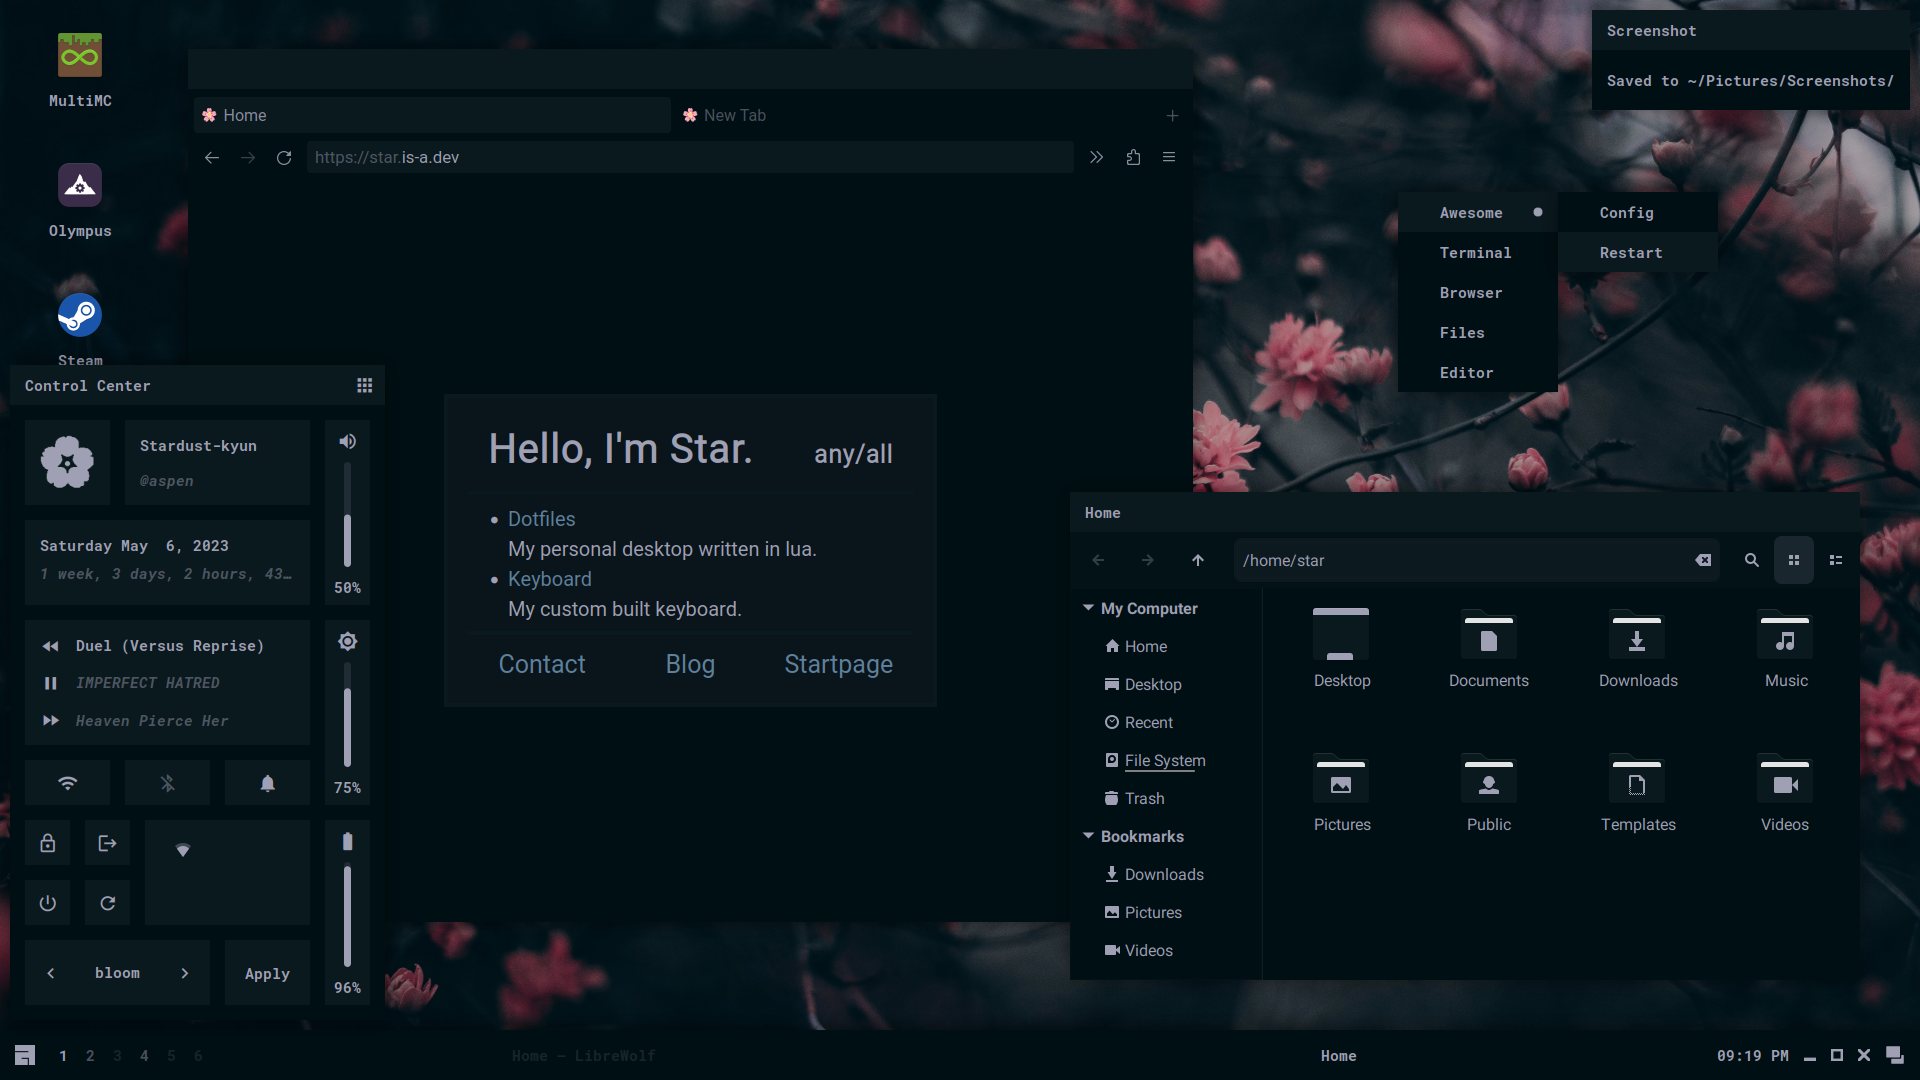 MultiMC
Olympus
Steam
Home
New Tab
https://star.is-a.dev
Screenshot
Saved to ~/Pictures/Screenshots/
Awesome
Config
Terminal
Restart
Browser
Files
Editor
Control Center
Stardust-kyun
@aspen
50%
Saturday May  6, 2023
1 week, 3 days, 2 hours, 43…
Duel (Versus Reprise)
IMPERFECT HATRED
Heaven Pierce Her
75%
bloom
Apply
96%
Hello, I'm Star.
any/all
Dotfiles
My personal desktop written in lua.
Keyboard
My custom built keyboard.
Contact
Blog
Startpage
Home
/home/star
My Computer
Home
Desktop
Recent
File System
Trash
Bookmarks
Downloads
Pictures
Videos
Desktop
Documents
Downloads
Music
Pictures
Public
Templates
Videos
1 2 3 4 5 6
Home — LibreWolf
Home
09:19 PM